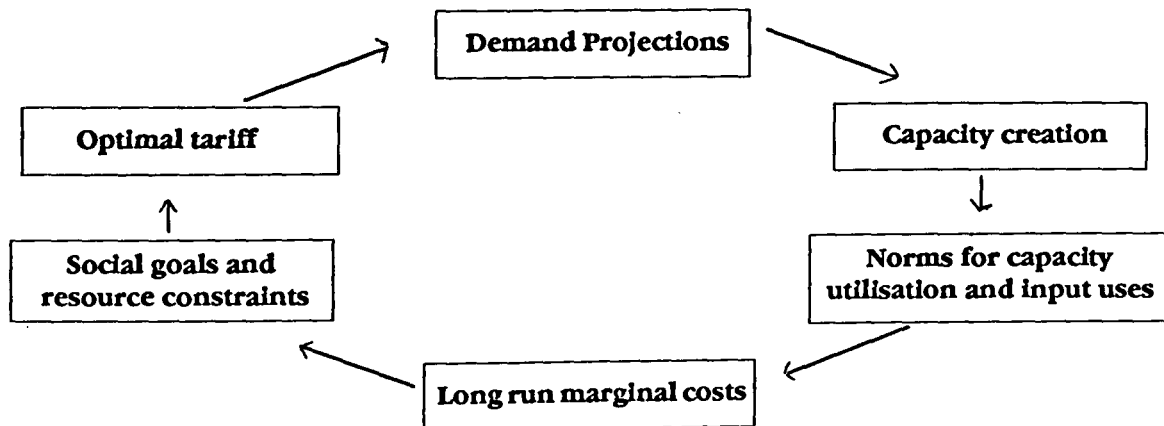 Demand Projections
Capacity creation
Norms for capacity
utilisation and input uses
Long run marginal costs
Social goals and
resource constraints
Optimal tariff